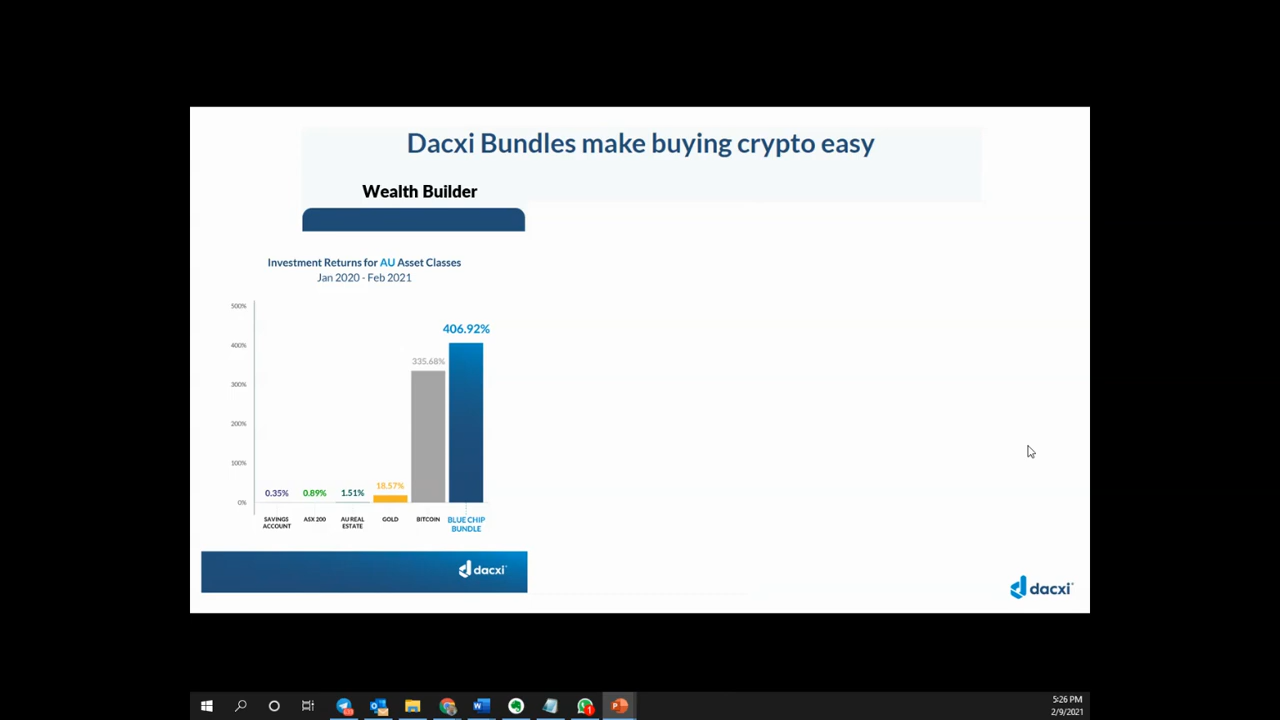 Dacxi Bundles make buying crypto easy
Wealth Builder
Investment Returns for AU Asset Classes
Jan 2020 - Feb 2021
500%
400%
300%
200%
100%
0%
406.92%
335.68%
18.57%
1.51%
0.89%
0.35%
SAVINGS
ACCOUNT
ASX 200
AU REAL
ESTATE
GOLD
BITCOIN
BLUE CHIP
BUNDLE
dacxi
dacxi
1
5:26 PM
2/9/2021